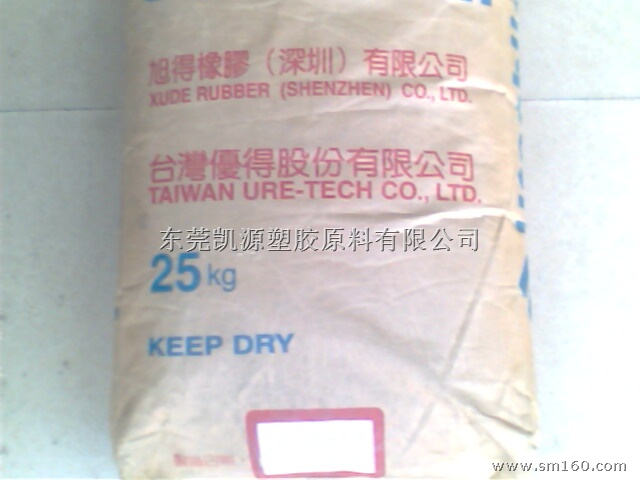 旭得橡膠（深圳）有限公司
XUDE RUBBER (SHENZHEN) CO., LTD.
台灣優得股份有限公司
TAIWAN URE-TECH CO., LTD.
东莞凯源塑胶原料有限公司
25 kg
KEEP DRY
www.sm160.com